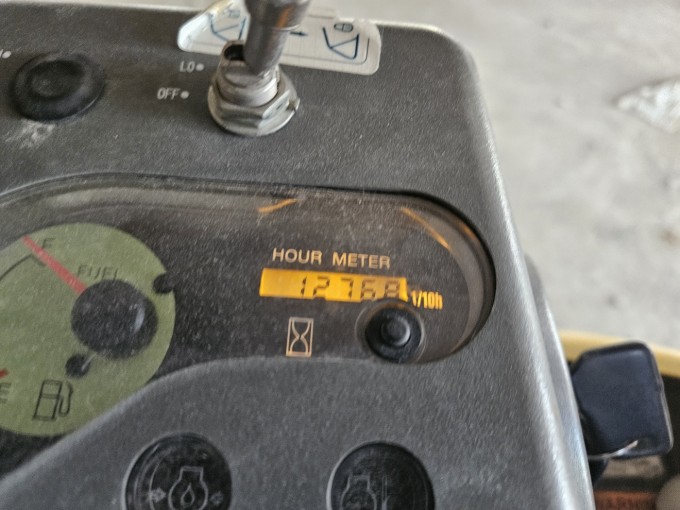 LO
OFF
F
FUEL
HOUR METER
12768
1/10h
E